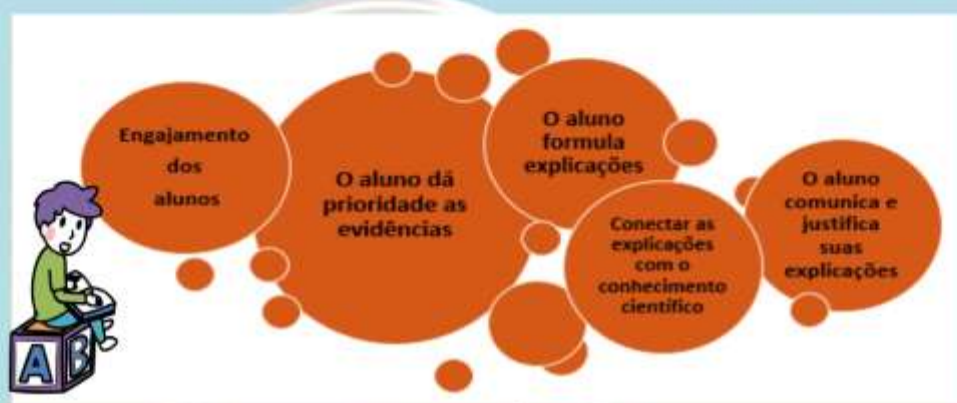 Engajamento
dos
alunos
O aluno dá
prioridade as
evidências
O aluno
formula
explicações
Conectar as
explicações
com o
conhecimento
científico
O aluno
comunica e
justifica
suas
explicações
A B